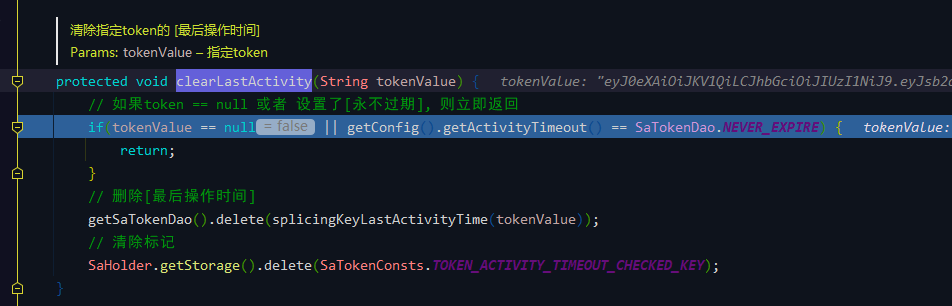 清除指定token的 [最后操作时间]
Params: tokenValue – 指定token
protected void clearLastActivity(String tokenValue) { tokenValue: "eyJ0eXAiOiJKV1QiLCJhbGciOiJIUzI1NiJ9.eyJsb2d
// 如果token == null 或者 设置了[永不过期], 则立即返回
if(tokenValue == null = false || getConfig().getActivityTimeout() == SaTokenDao.NEVER_EXPIRE) { tokenValue:
return;
}
// 删除[最后操作时间]
getSaTokenDao().delete(splicingKeyLastActivityTime(tokenValue));
// 清除标记
SaHolder.getStorage().delete(SaTokenConsts.TOKEN_ACTIVITY_TIMEOUT_CHECKED_KEY);
}